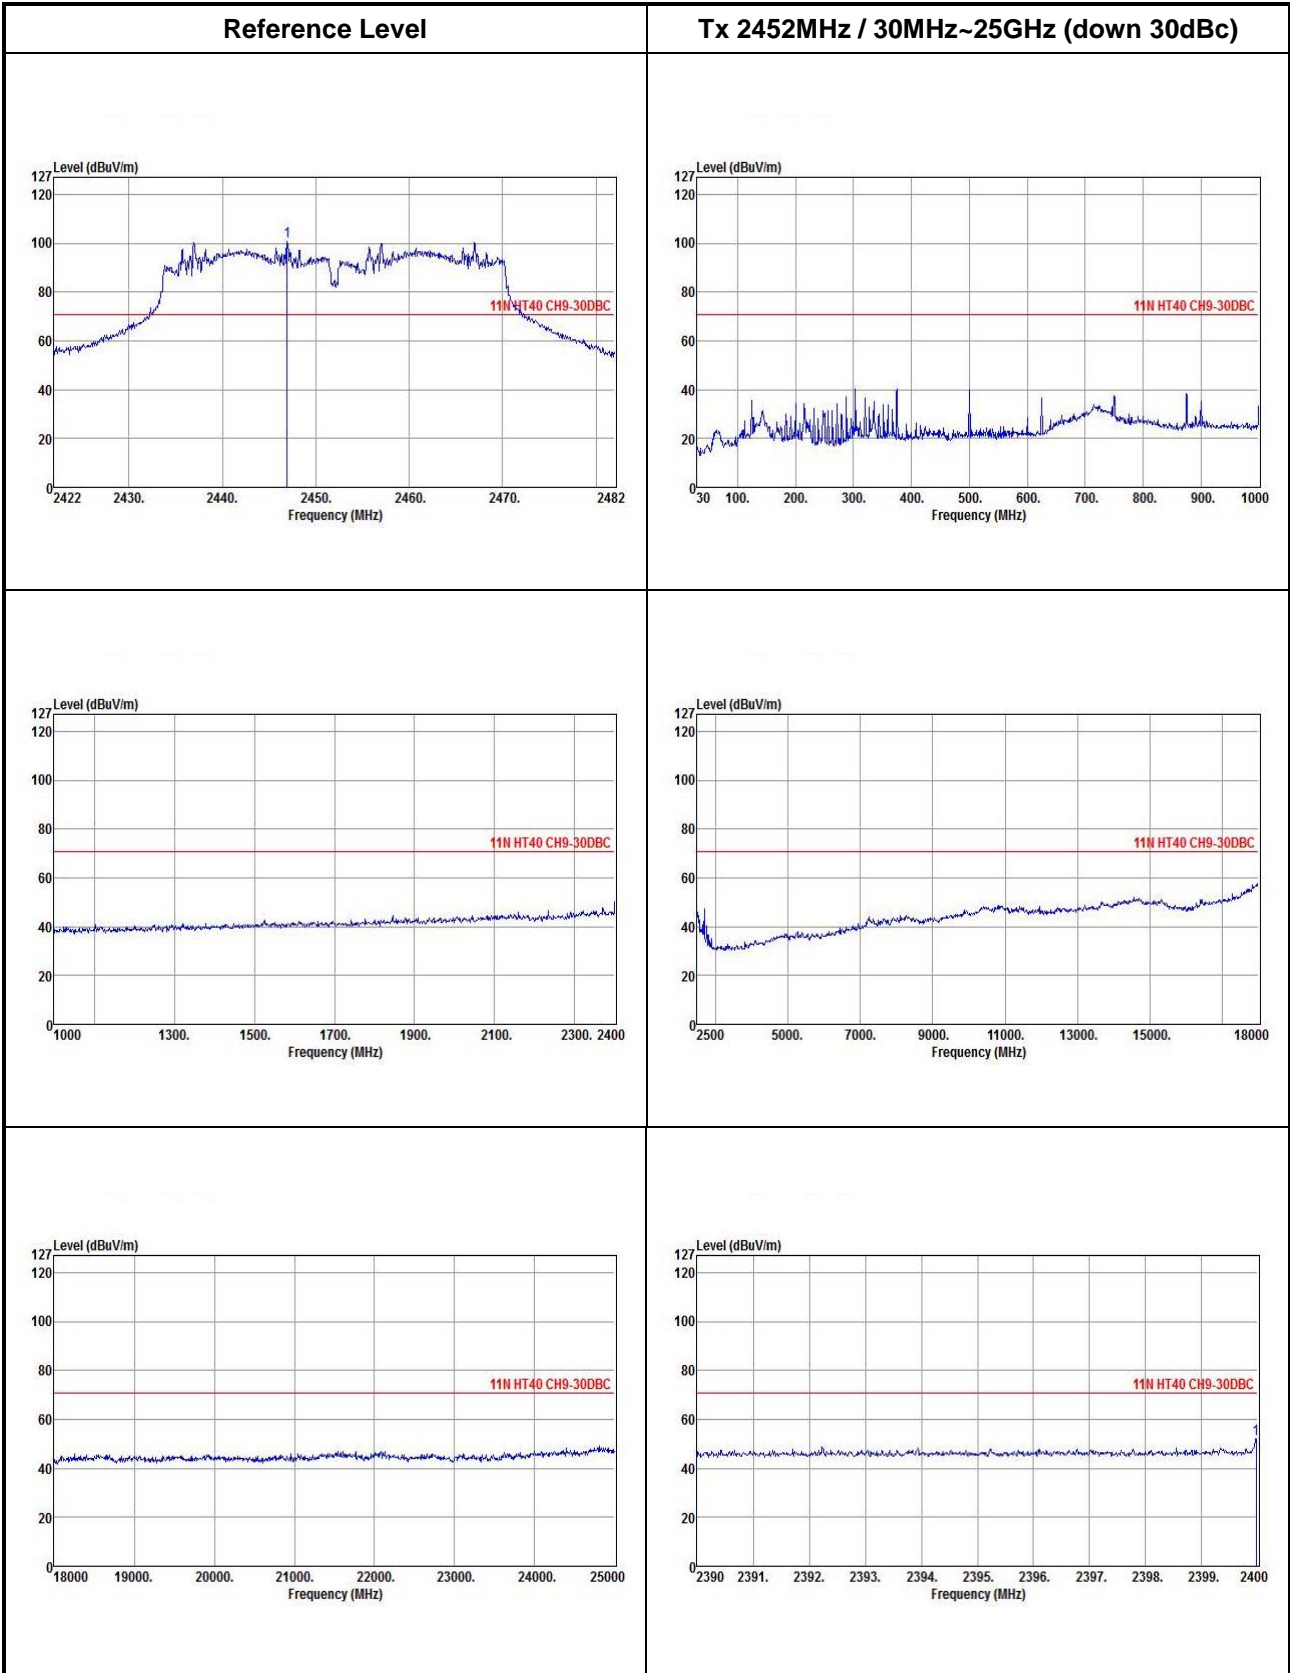 Reference Level
Tx 2452MHz / 30MHz~25GHz (down 30dBc)
Level (dBuV/m)
127
120
100
80
60
40
20
0
11N HT40 CH9-30DBC
1
2422 2430. 2440. 2450. 2460. 2470. 2482
Frequency (MHz)
Level (dBuV/m)
127
120
100
80
60
40
20
0
11N HT40 CH9-30DBC
30 100. 200. 300. 400. 500. 600. 700. 800. 900. 1000
Frequency (MHz)
Level (dBuV/m)
127
120
100
80
60
40
20
0
11N HT40 CH9-30DBC
1000 1300. 1500. 1700. 1900. 2100. 2300. 2400
Frequency (MHz)
Level (dBuV/m)
127
120
100
80
60
40
20
0
11N HT40 CH9-30DBC
2500 5000. 7000. 9000. 11000. 13000. 15000. 18000
Frequency (MHz)
Level (dBuV/m)
127
120
100
80
60
40
20
0
11N HT40 CH9-30DBC
18000 19000. 20000. 21000. 22000. 23000. 24000. 25000
Frequency (MHz)
Level (dBuV/m)
127
120
100
80
60
40
20
0
11N HT40 CH9-30DBC
1
2390 2391. 2392. 2393. 2394. 2395. 2396. 2397. 2398. 2399. 2400
Frequency (MHz)